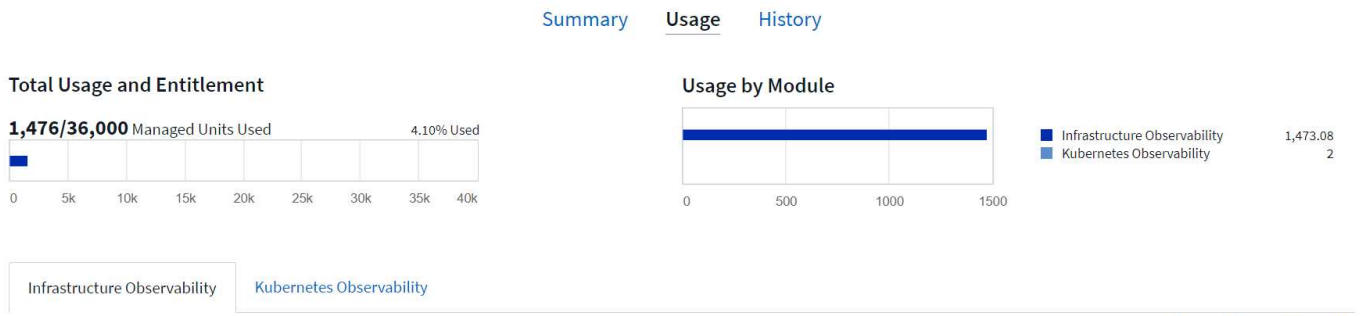 Summary Usage History
Total Usage and Entitlement
1,476/36,000 Managed Units Used 4.10% Used
0 5k 10k 15k 20k 25k 30k 35k 40k
Usage by Module
0 500 1000 1500
Infrastructure Observability 1,473.08
Kubernetes Observability 2
Infrastructure Observability Kubernetes Observability